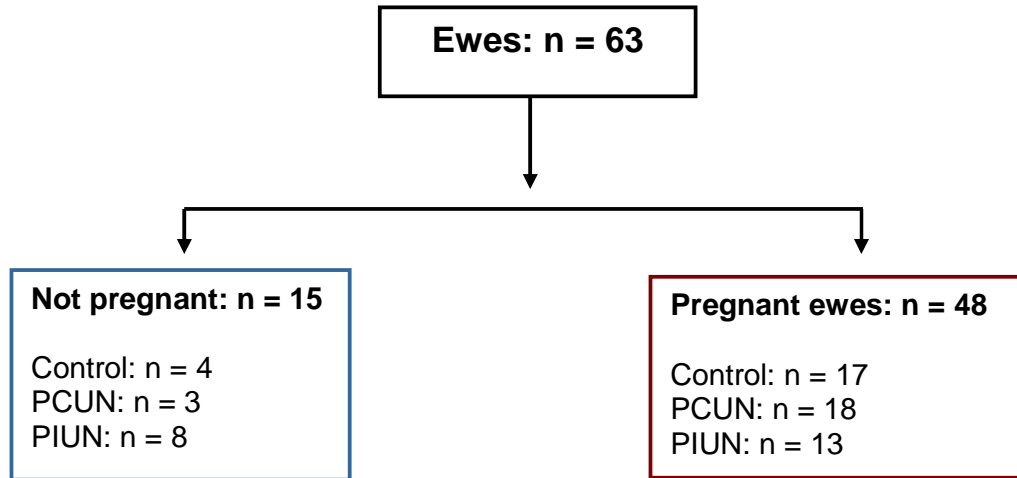 Ewes: n = 63
Not pregnant: n = 15
Control: n = 4
PCUN: n = 3
PIUN: n = 8
Pregnant ewes: n = 48
Control: n = 17
PCUN: n = 18
PIUN: n = 13